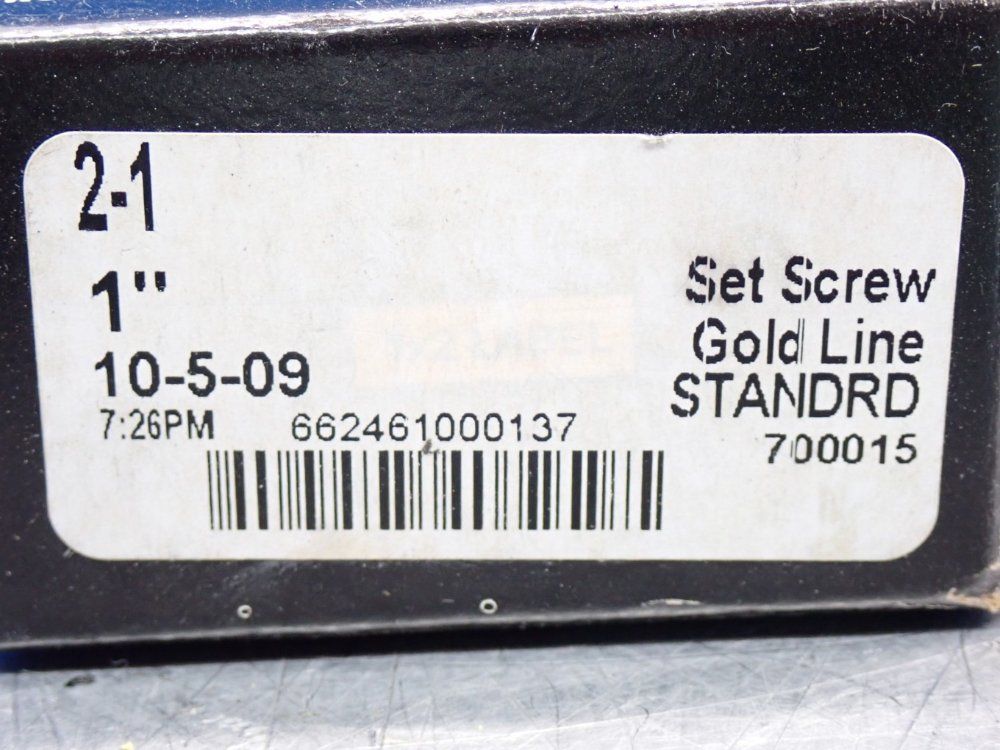 2-1
1"
10-5-09
7:26PM
662461000137
Set Screw
Gold Line
STANDRD
700015